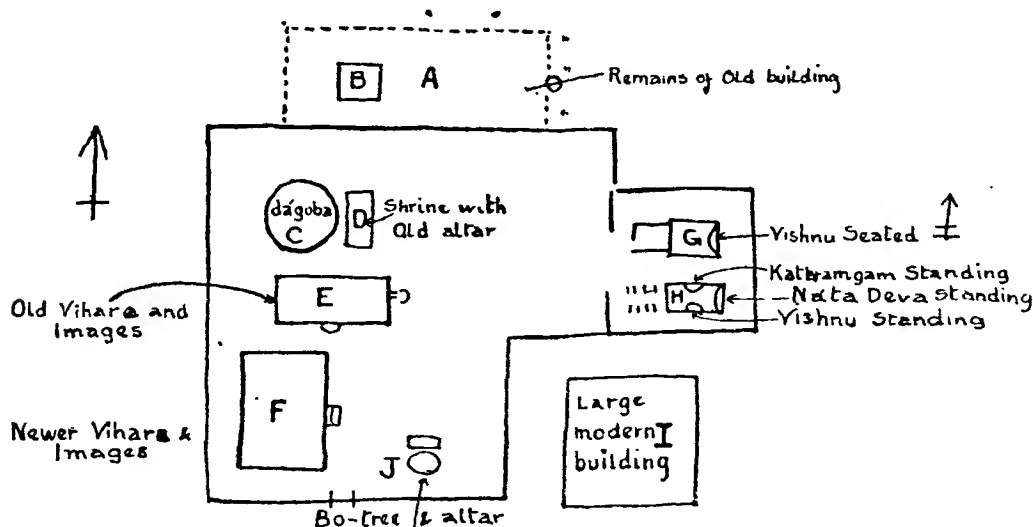 B
A
Remains of Old building
dágoba
C
D
Shrine with
Old altar
G
Vishnu Seated
E
H
Kathramgam Standing
Nata Deva Standing
Vishnu Standing
Old Vihara and
Images
F
Large
modern I
building
Newer Vihara &
Images
J
Bo-tree & altar